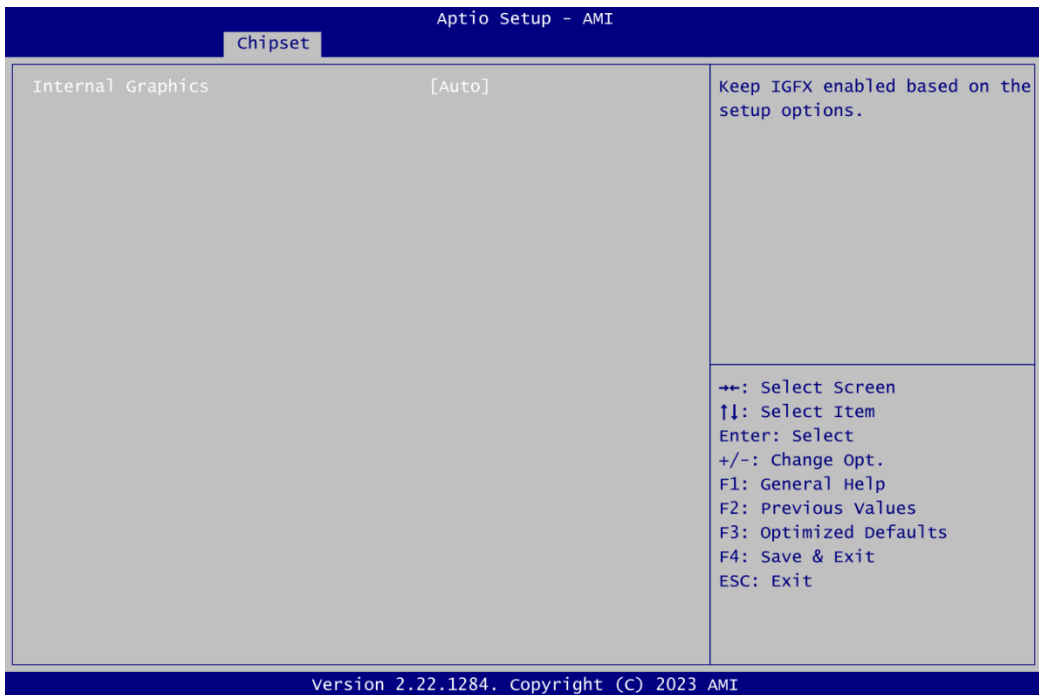 Aptio Setup - AMI
Chipset
Internal Graphics [Auto]
Keep IGFX enabled based on the
setup options.
→←: Select Screen
↑↓: Select Item
Enter: Select
+/-: Change Opt.
F1: General Help
F2: Previous Values
F3: Optimized Defaults
F4: Save & Exit
ESC: Exit
Version 2.22.1284. Copyright (C) 2023 AMI